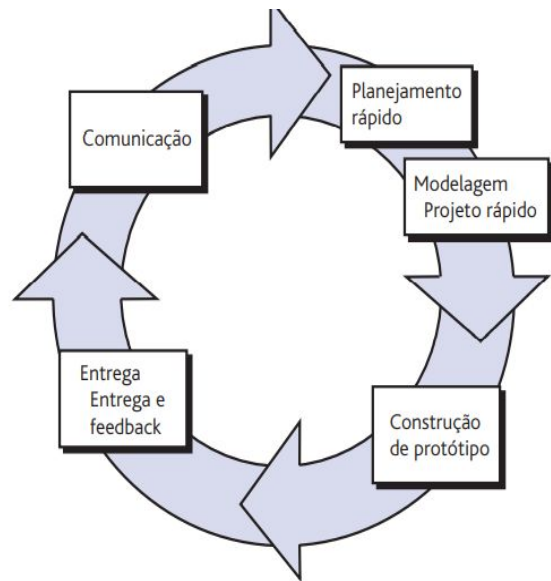 Comunicação
Planejamento
rápido
Modelagem
Projeto rápido
Construção
de protótipo
Entrega
Entrega e
feedback